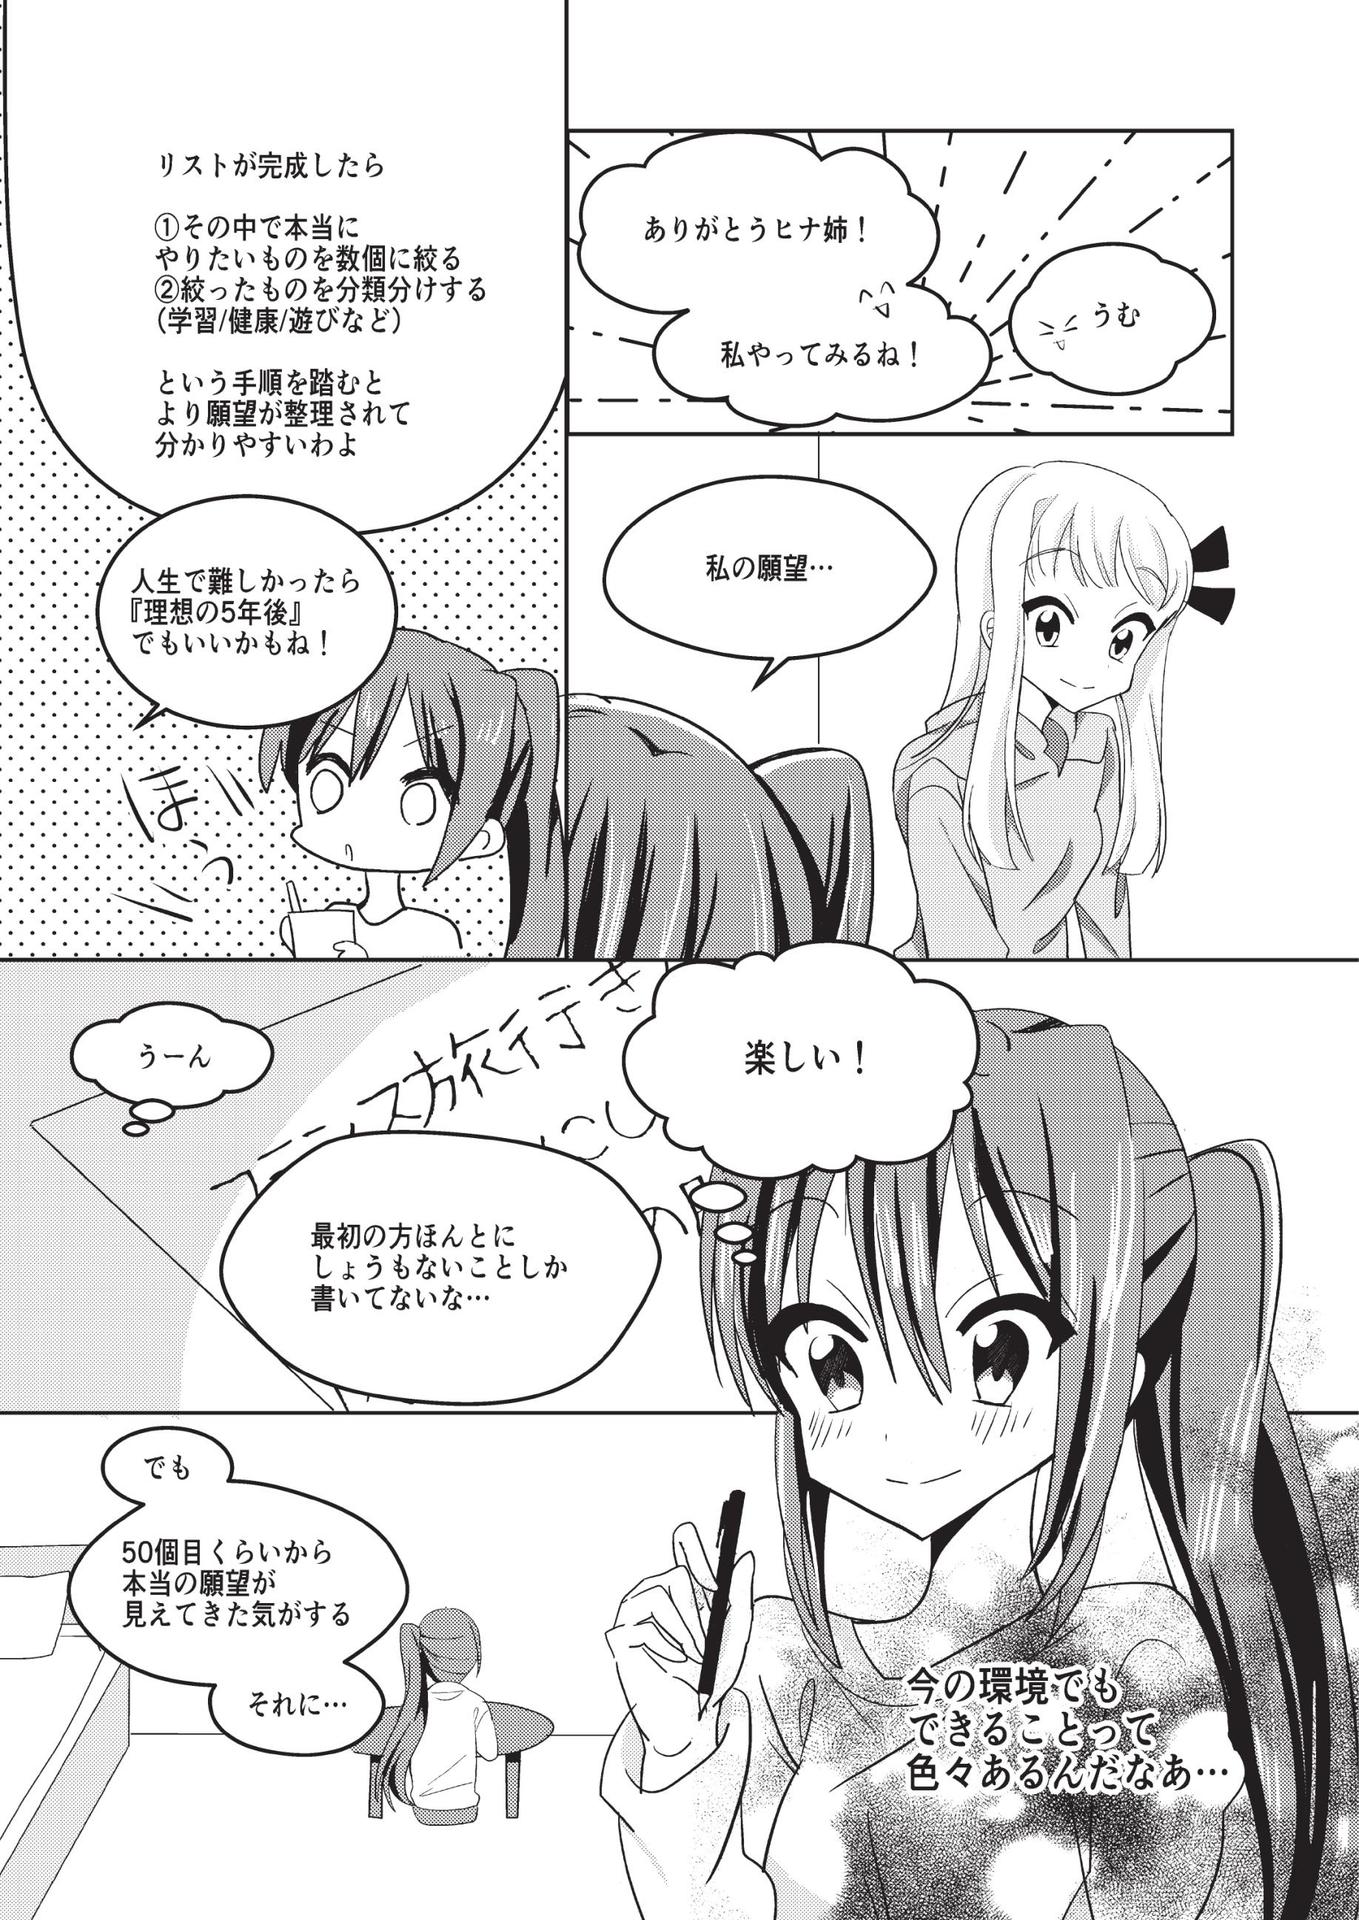 リストが完成したら
①その中で本当に
やりたいものを数個に絞る
②絞ったものを分類分けする
（学習/健康/遊びなど）
という手順を踏むと
より願望が整理されて
分かりやすいわよ
人生で難しかったら
『理想の5年後』
でもいいかもね！
ほぅ
ありがとうヒナ姉！
私やってみるね！
うむ
私の願望…
うーん
最初の方ほんとに
しょうもないことしか
書いてないな…
楽しい！
でも
50個目くらいから
本当の願望が
見えてきた気がする
それに…
今の環境でも
できることって
色々あるんだなあ…